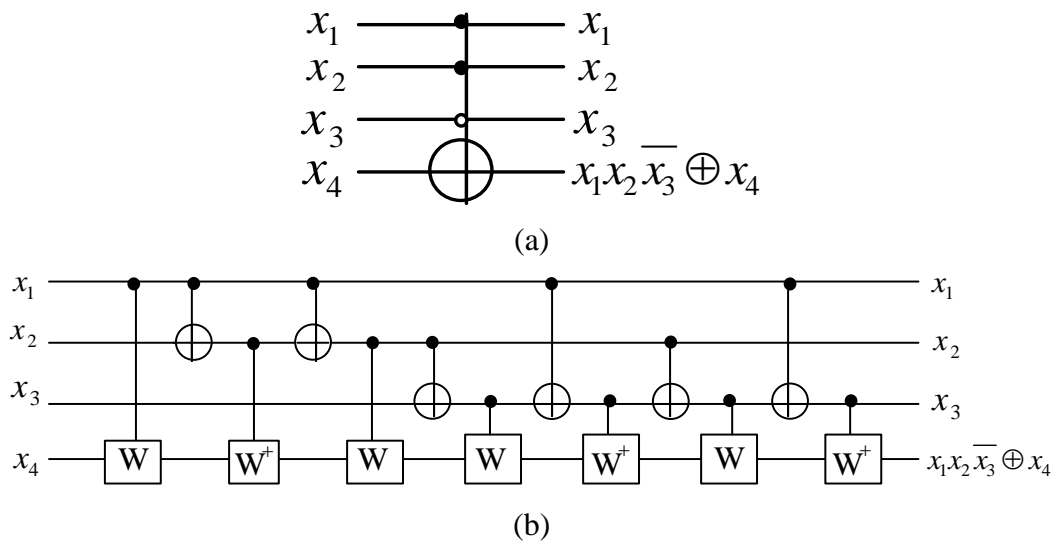 x₁ x₁
x₂ x₂
x₃ x₃
x₄ x₁x₂x̅₃ ⊕ x₄
(a)
x₁ x₁
x₂ x₂
x₃ x₃
x₄ W W⁺ W W W⁺ W W⁺ x₁x₂x̅₃ ⊕ x₄
(b)